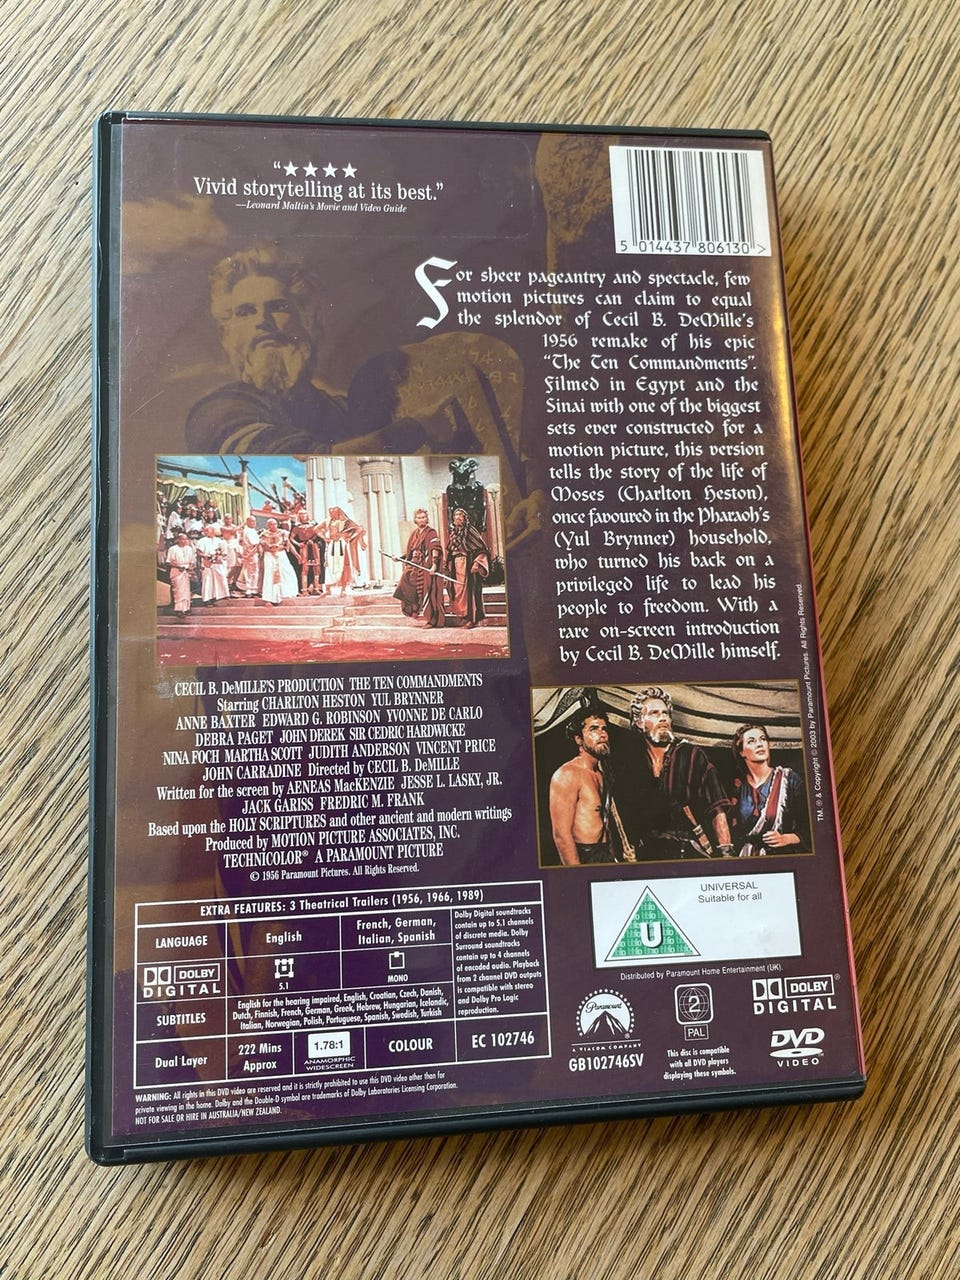 "★★★★
Vivid storytelling at its best."
—Leonard Maltin's Movie and Video Guide
5 014437 806130 >
For sheer pageantry and spectacle, few
motion pictures can claim to equal
the splendor of Cecil B. DeMille's
1956 remake of his epic
"The Ten Commandments".
Filmed in Egypt and the
Sinai with one of the biggest
sets ever constructed for a
motion picture, this version
tells the story of the life of
Moses (Charlton Heston),
once favoured in the Pharaoh's
(Yul Brynner) household,
who turned his back on a
privileged life to lead his
people to freedom. With a
rare on-screen introduction
by Cecil B. DeMille himself.
CECIL B. DeMILLE'S PRODUCTION THE TEN COMMANDMENTS
Starring CHARLTON HESTON YUL BRYNNER
ANNE BAXTER EDWARD G. ROBINSON YVONNE DE CARLO
DEBRA PAGET JOHN DEREK SIR CEDRIC HARDWICKE
NINA FOCH MARTHA SCOTT JUDITH ANDERSON VINCENT PRICE
JOHN CARRADINE Directed by CECIL B. DeMILLE
Written for the screen by AENEAS MacKENZIE JESSE L. LASKY, JR.
JACK GARISS FREDRIC M. FRANK
Based upon the HOLY SCRIPTURES and other ancient and modern writings
Produced by MOTION PICTURE ASSOCIATES, INC.
TECHNICOLOR® A PARAMOUNT PICTURE
© 1956 Paramount Pictures. All Rights Reserved.
TM, ® & Copyright © 2003 by Paramount Pictures. All Rights Reserved.
EXTRA FEATURES: 3 Theatrical Trailers (1956, 1966, 1989)
LANGUAGE
English
French, German,
Italian, Spanish
DOLBY
DIGITAL
5.1
MONO
SUBTITLES
English for the hearing impaired, English, Croatian, Czech, Danish,
Dutch, Finnish, French, German, Greek, Hebrew, Hungarian, Icelandic,
Italian, Norwegian, Polish, Portuguese, Spanish, Swedish, Turkish
Dual Layer
222 Mins
Approx
1.78:1
ANAMORPHIC
WIDESCREEN
COLOUR
Dolby Digital soundtracks
contain up to 5.1 channels
of discrete media. Dolby
Surround soundtracks
contain up to 4 channels
of encoded audio. Playback
from 2 channel DVD outputs
is compatible with stereo
and Dolby Pro Logic
reproduction.
EC 102746
WARNING: All rights in this DVD video are reserved and it is strictly prohibited to use this DVD video other than for
private viewing in the home. Dolby and the Double-D symbol are trademarks of Dolby Laboratories Licensing Corporation.
NOT FOR SALE OR HIRE IN AUSTRALIA/NEW ZEALAND.
U
UNIVERSAL
Suitable for all
Distributed by Paramount Home Entertainment (UK).
Paramount
A VIACOM COMPANY
GB102746SV
2
PAL
This disc is compatible
with all DVD players
displaying these symbols.
DOLBY
DIGITAL
DVD
VIDEO